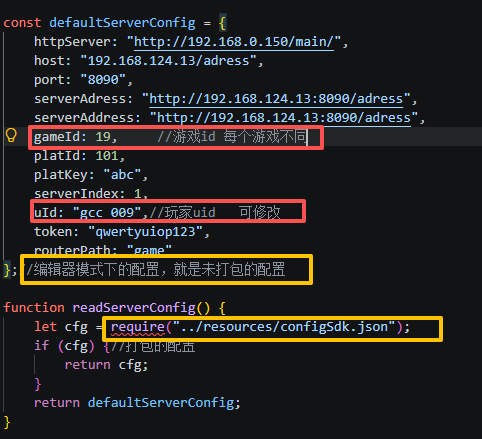 const defaultServerConfig = {
httpServer: "http://192.168.0.150/main/",
host: "192.168.124.13/adress",
port: "8090",
serverAdress: "http://192.168.124.13:8090/adress",
serverAddress: "http://192.168.124.13:8090/adress",
gameId: 19, //游戏id 每个游戏不同
platId: 101,
platKey: "abc",
serverIndex: 1,
uId: "gcc 009",//玩家uid 可修改
token: "qwertyuiop123",
routerPath: "game"
};//编辑器模式下的配置，就是未打包的配置
function readServerConfig() {
let cfg = require("../resources/configSdk.json");
if (cfg) {//打包的配置
return cfg;
}
return defaultServerConfig;
}